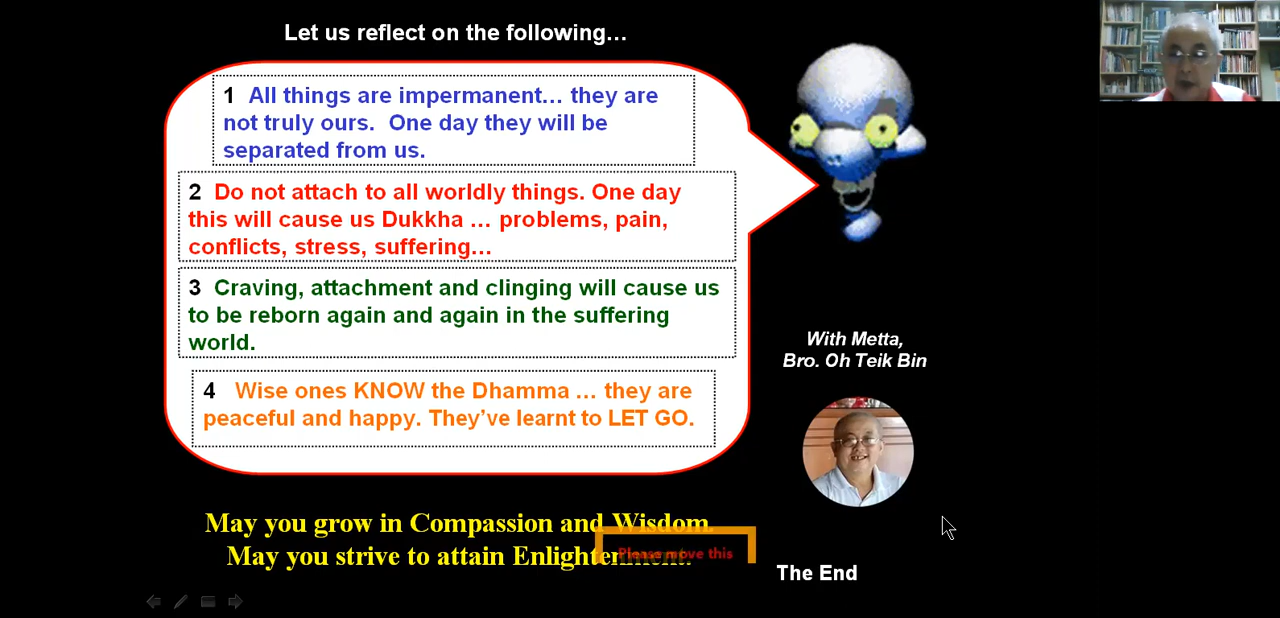 Let us reflect on the following…
1 All things are impermanent… they are
not truly ours. One day they will be
separated from us.
2 Do not attach to all worldly things. One day
this will cause us Dukkha … problems, pain,
conflicts, stress, suffering…
3 Craving, attachment and clinging will cause us
to be reborn again and again in the suffering
world.
4 Wise ones KNOW the Dhamma … they are
peaceful and happy. They’ve learnt to LET GO.
With Metta,
Bro. Oh Teik Bin
May you grow in Compassion and Wisdom.
May you strive to attain Enlightenment.
Please move this
The End